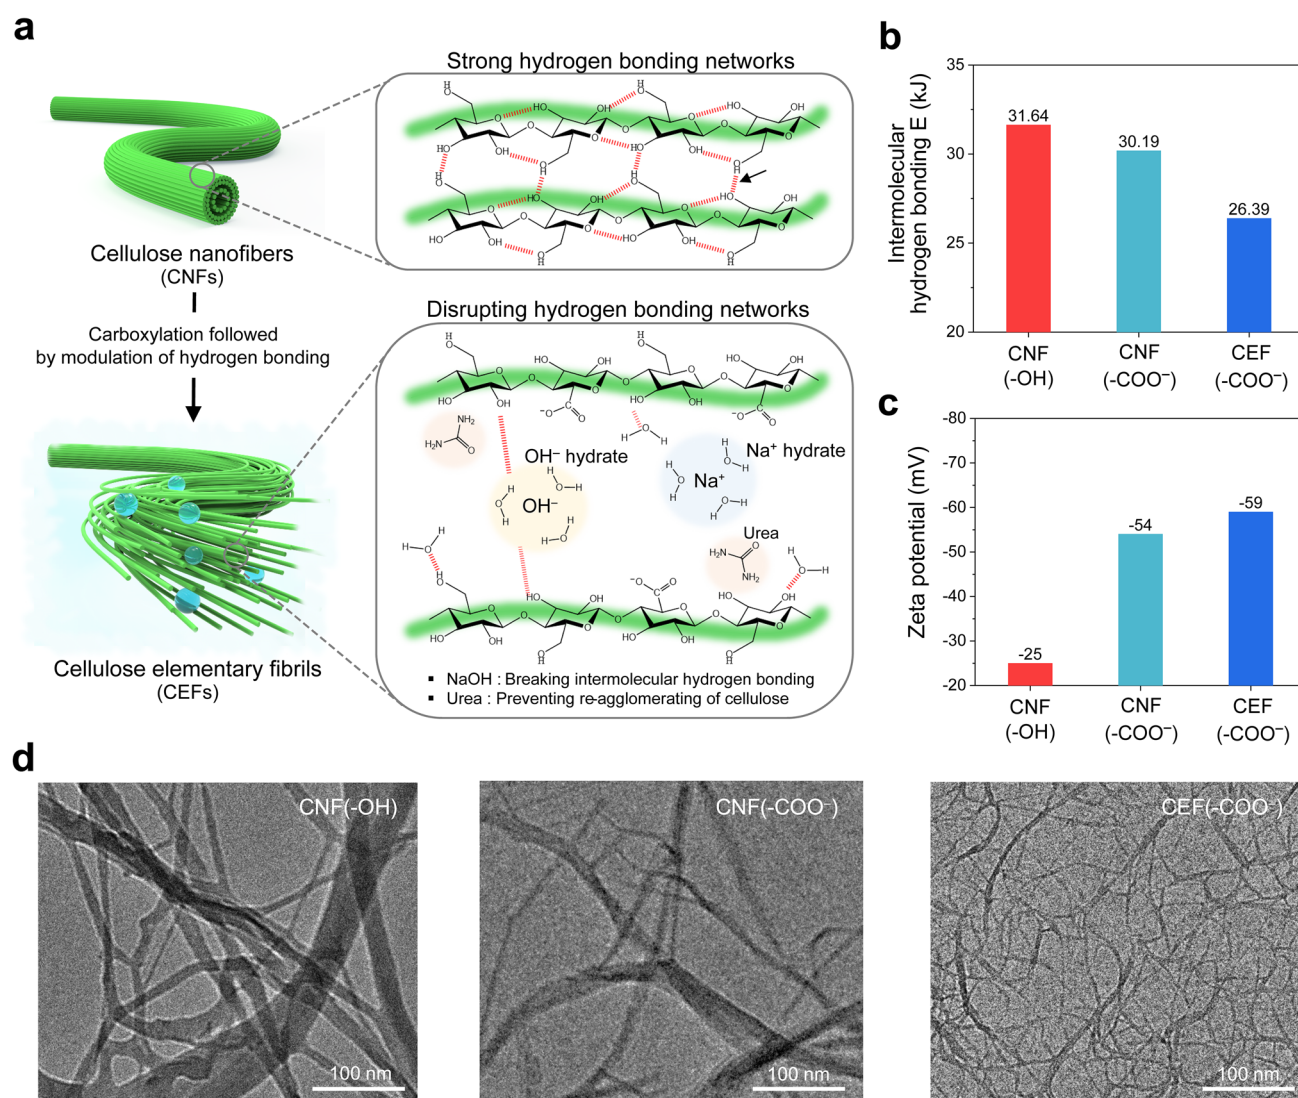 a
Strong hydrogen bonding networks
Cellulose nanofibers
(CNFs)
Carboxylation followed
by modulation of hydrogen bonding
Disrupting hydrogen bonding networks
OH⁻ hydrate
OH⁻
Na⁺ hydrate
Na⁺
Urea
Cellulose elementary fibrils
(CEFs)
▪ NaOH : Breaking intermolecular hydrogen bonding
▪ Urea : Preventing re-agglomerating of cellulose
b
Intermolecular
hydrogen bonding E (kJ)
35
30
25
20
31.64
30.19
26.39
CNF
(-OH)
CNF
(-COO⁻)
CEF
(-COO⁻)
c
Zeta potential (mV)
-80
-70
-60
-50
-40
-30
-20
-25
-54
-59
CNF
(-OH)
CNF
(-COO⁻)
CEF
(-COO⁻)
d
CNF(-OH)
100 nm
CNF(-COO⁻)
100 nm
CEF(-COO⁻)
100 nm